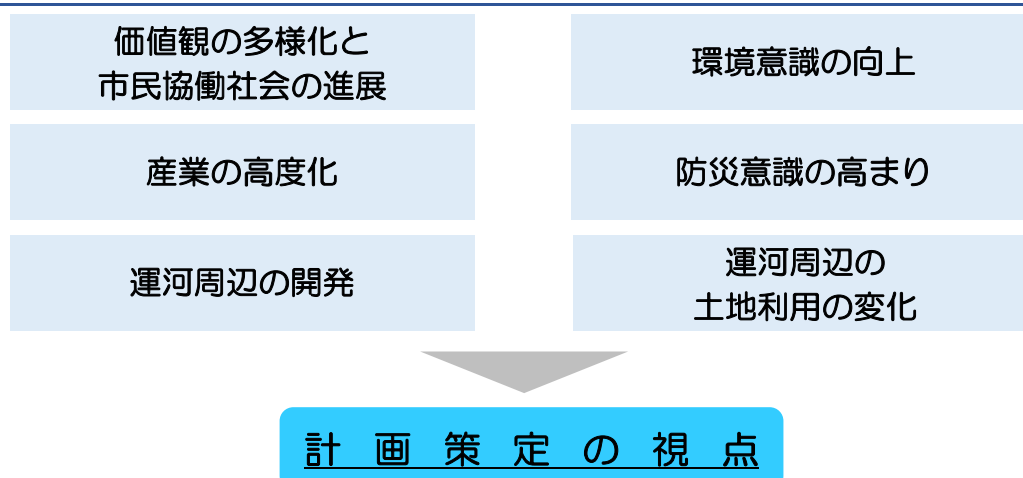 価値観の多様化と
市民協働社会の進展
環境意識の向上
産業の高度化
防災意識の高まり
運河周辺の開発
運河周辺の
土地利用の変化
計画策定の視点